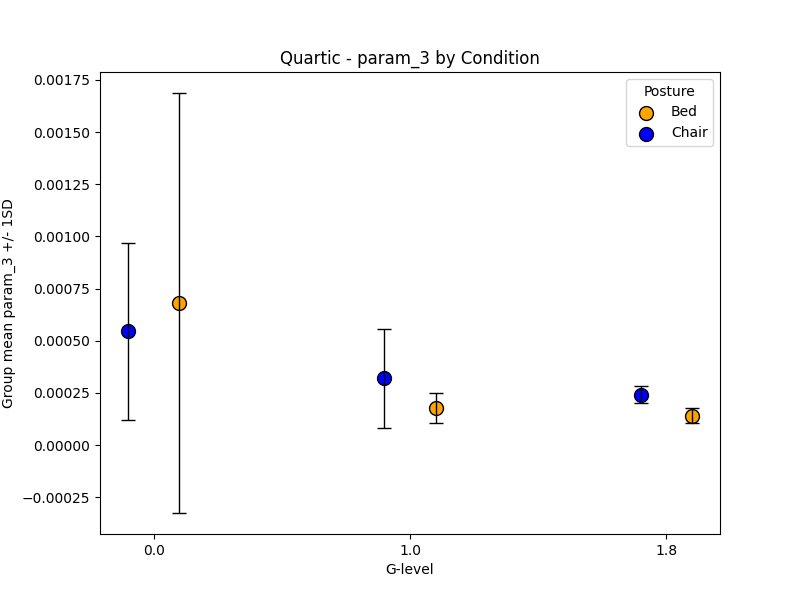 Quartic - param_3 by Condition
Group mean param_3 +/- 1SD
0.00175
0.00150
0.00125
0.00100
0.00075
0.00050
0.00025
0.00000
−0.00025
Posture
Bed
Chair
0.0
1.0
1.8
G-level